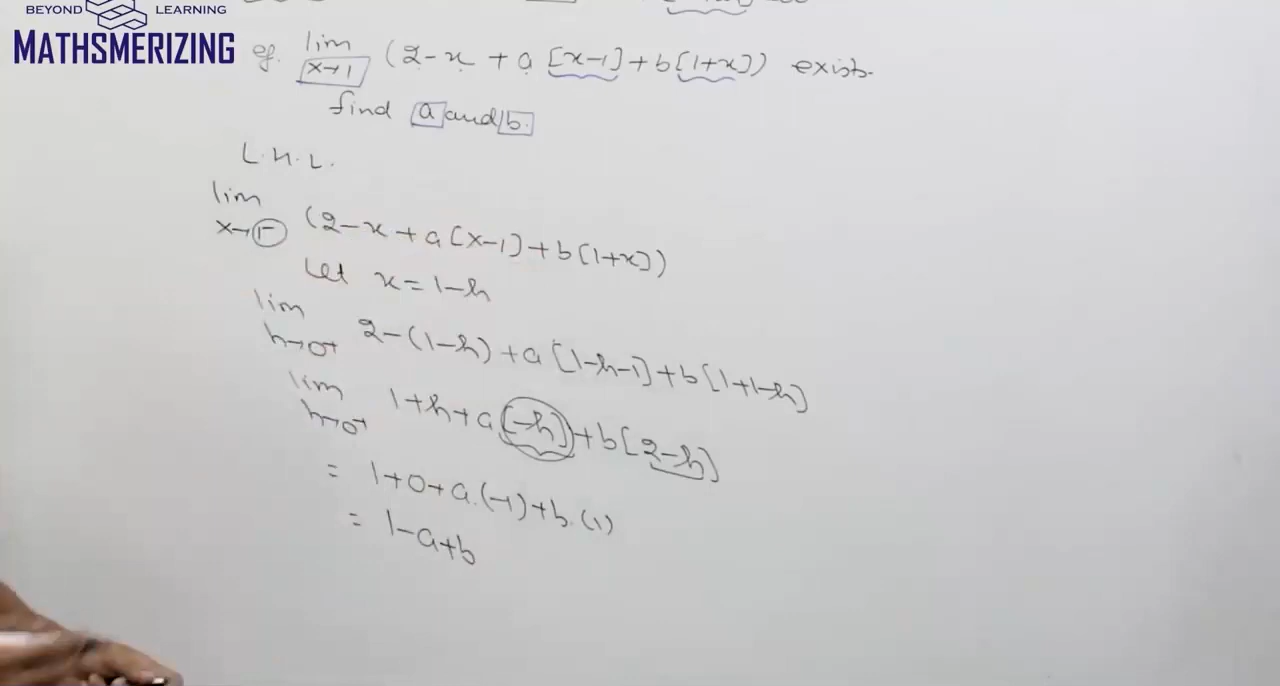 BEYOND LEARNING
MATHSMERIZING
eg. lim x→1 (2-x + a [x-1] + b [1+x]) exists.
find a and b.
L.H.L.
lim x→1⁻ (2-x + a [x-1] + b [1+x])
Let x = 1-h
lim h→0⁺ 2-(1-h) + a [1-h-1] + b [1+1-h]
lim h→0⁺ 1+h+a [-h] + b [2-h]
= 1+0+a.(-1)+b.(1)
= 1-a+b